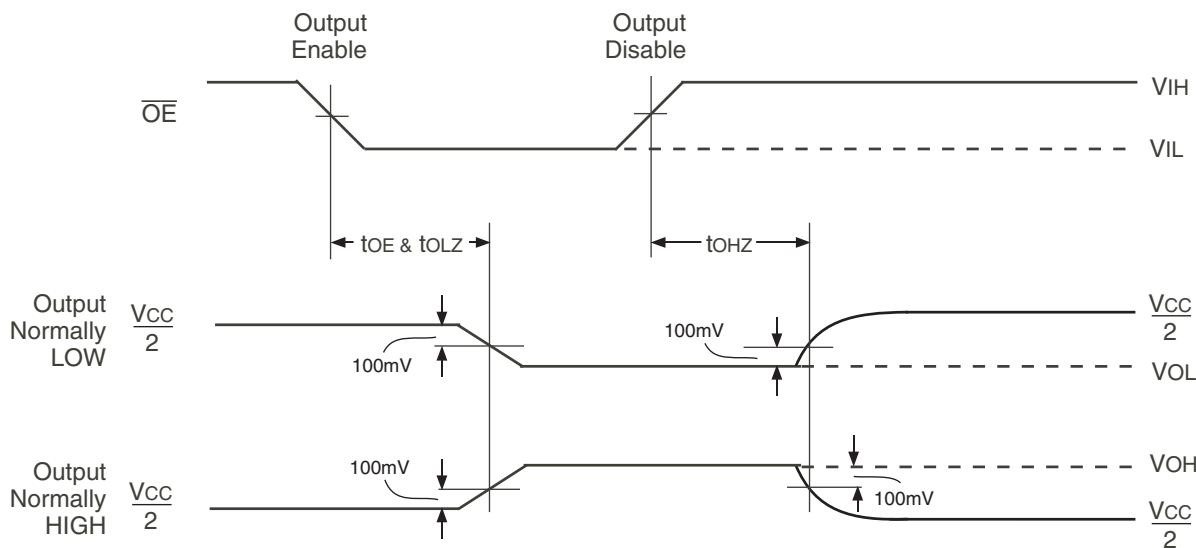 Output
Enable
Output
Disable
OE
VIH
VIL
tOE & tOLZ
tOHZ
Output
Normally
LOW
VCC
2
100mV
100mV
VCC
2
VOL
Output
Normally
HIGH
VCC
2
100mV
VOH
100mV
VCC
2